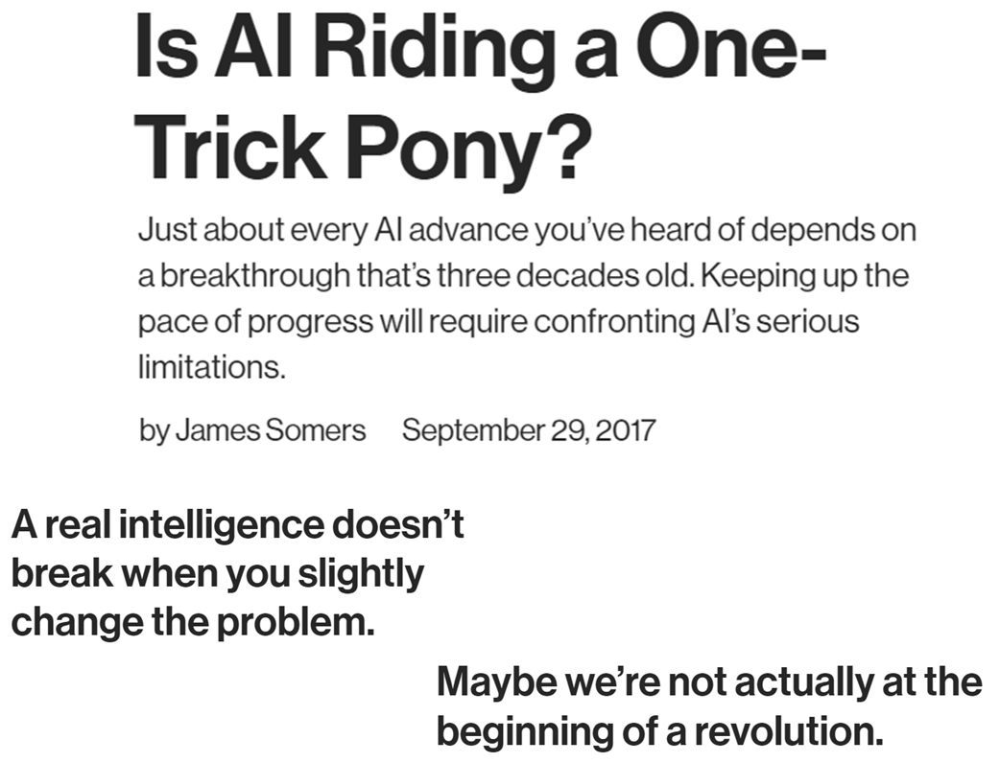 Is AI Riding a One-
Trick Pony?
Just about every AI advance you’ve heard of depends on
a breakthrough that’s three decades old. Keeping up the
pace of progress will require confronting AI’s serious
limitations.
by James Somers September 29, 2017
A real intelligence doesn’t
break when you slightly
change the problem.
Maybe we’re not actually at the
beginning of a revolution.